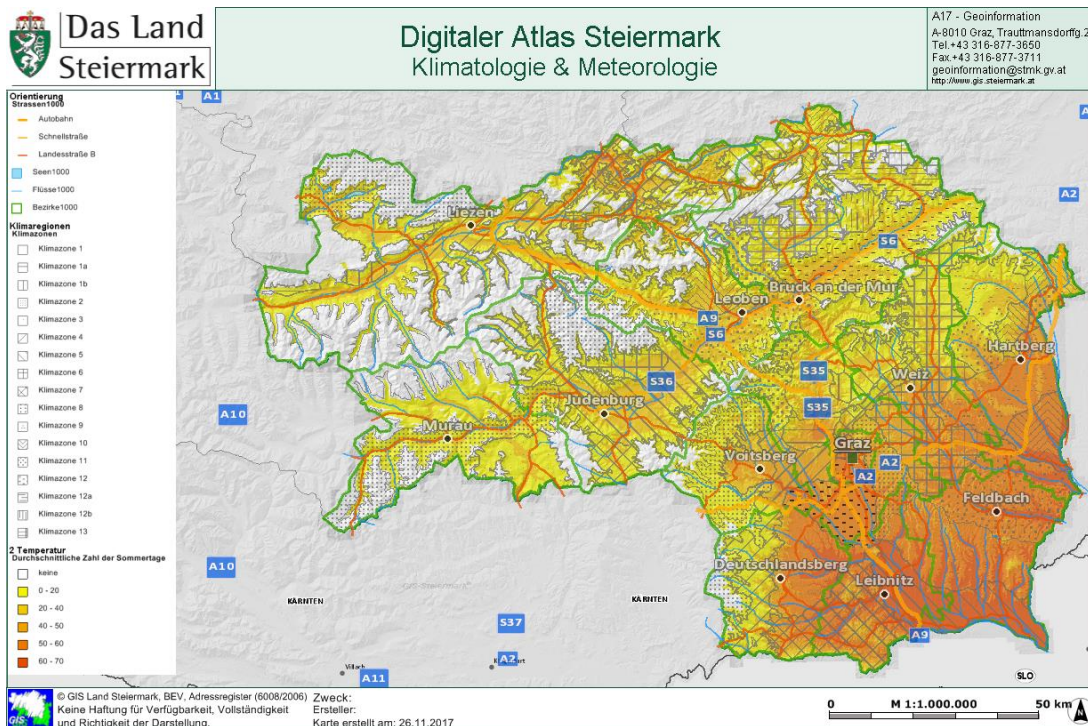 Das Land
Steiermark
Digitaler Atlas Steiermark
Klimatologie & Meteorologie
A17 - Geoinformation
A-8010 Graz, Trauttmansdorffg.2
Tel.+43 316-877-3650
Fax.+43 316-877-3711
geoinformation@stmk.gv.at
http://www.gis.steiermark.at
Orientierung
Strassen1000
Autobahn
Schnellstraße
Landesstraße B
Seen1000
Flüsse1000
Bezirke1000
Klimaregionen
Klimazonen
Klimazone 1
Klimazone 1a
Klimazone 1b
Klimazone 2
Klimazone 3
Klimazone 4
Klimazone 5
Klimazone 6
Klimazone 7
Klimazone 8
Klimazone 9
Klimazone 10
Klimazone 11
Klimazone 12
Klimazone 12a
Klimazone 12b
Klimazone 13
2 Temperatur
Durchschnittliche Zahl der Sommertage
keine
0 - 20
20 - 40
40 - 50
50 - 60
60 - 70
A1
A1
A2
Liezen
S6
Bruck an der Mur
Leoben
A9
S6
Hartberg
S35
S36
Weiz
A10
Judenburg
S35
Murau
Graz
Voitsberg
A2
A2
Feldbach
A10
Deutschlandsberg
Leibnitz
KÄRNTEN
KÄRNTEN
S37
A9
A2
Villach
A11
SLO
GIS
© GIS Land Steiermark, BEV, Adressregister (6008/2006)
Keine Haftung für Verfügbarkeit, Vollständigkeit
und Richtigkeit der Darstellung.
Zweck:
Ersteller:
Karte erstellt am: 26.11.2017
0 M 1:1.000.000 50 km